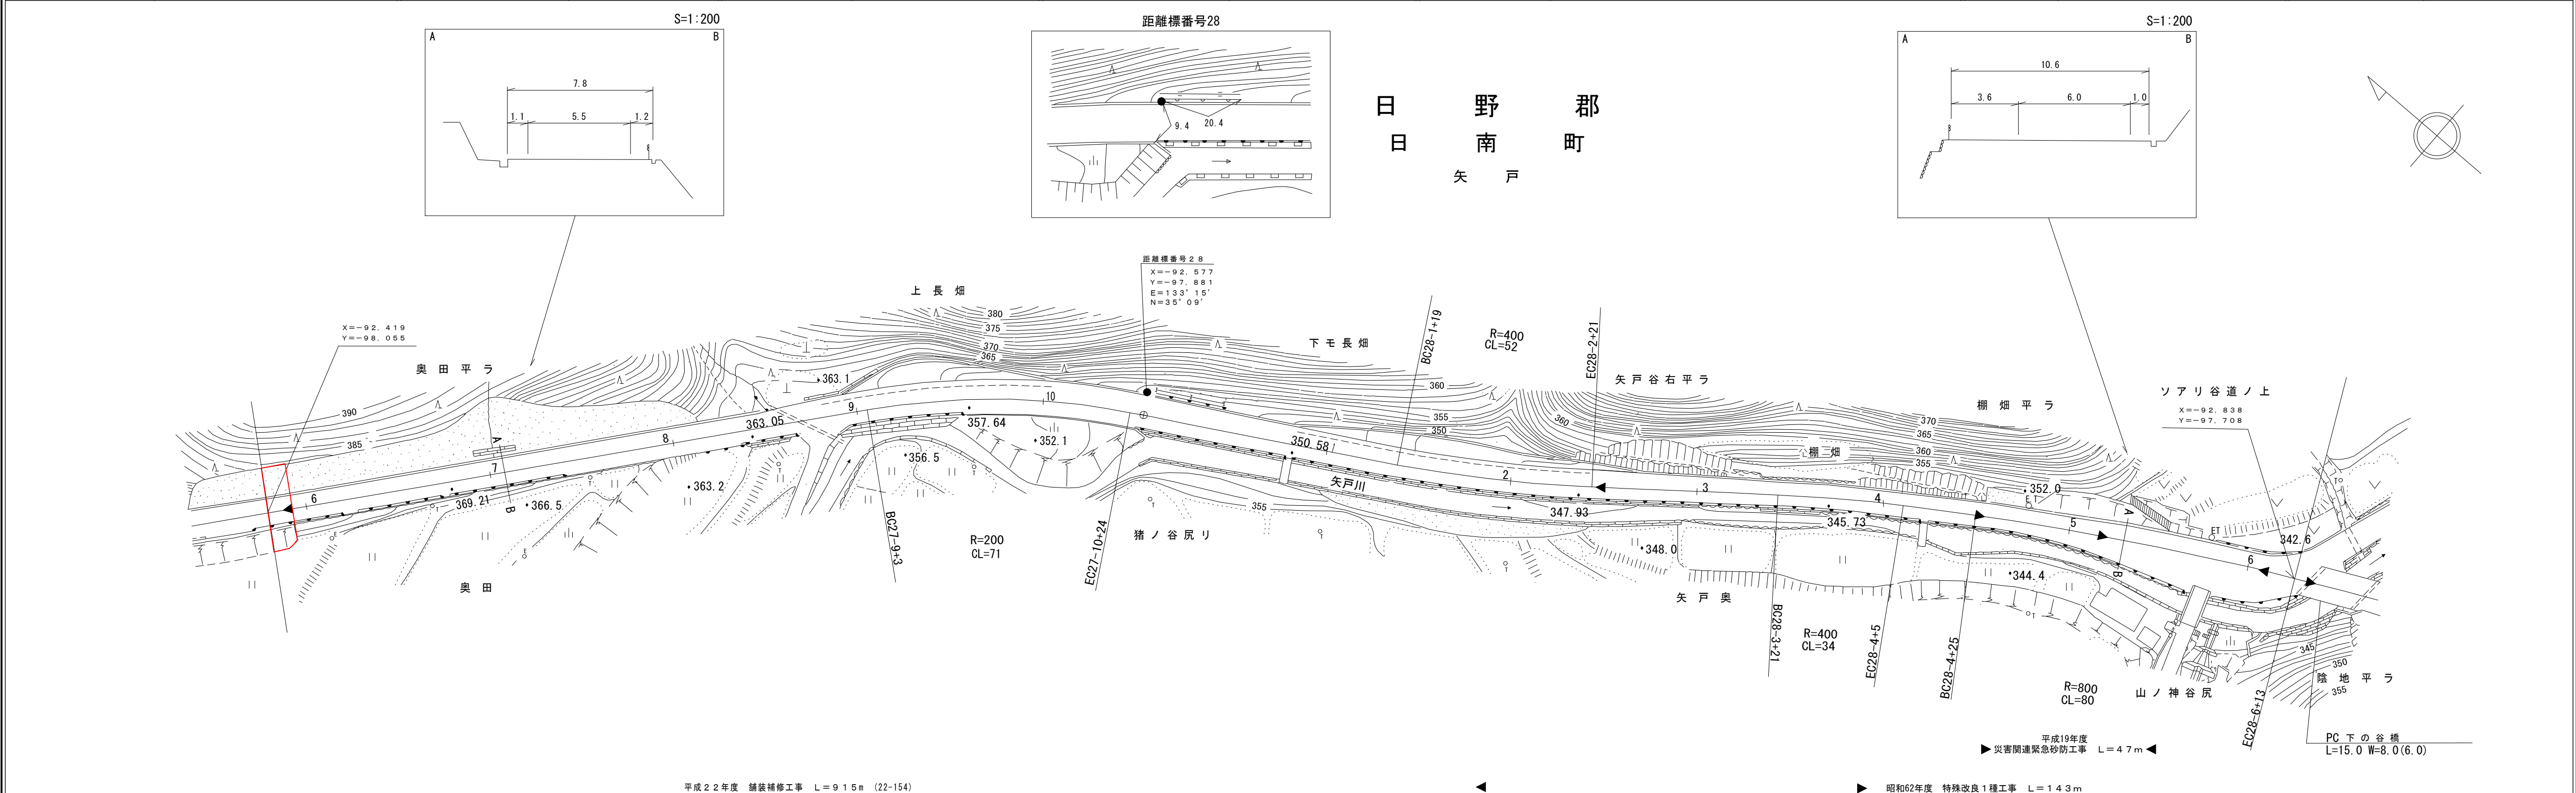 S=1:200
A B
7.8
1.1 5.5 1.2
距離標番号28
9.4 20.4
日野郡
日南町
矢戸
S=1:200
A B
10.6
3.6 6.0 1.0
距離標番号28
X=-92. 577
Y=-97. 881
E=133° 15′
N=35° 09′
X=-92. 419
Y=-98. 055
奥田平ラ
390
385
上長畑
380
375
370
365
363.1
下モ長畑
BC28-1+19
R=400
CL=52
EC28-2+21
矢戸谷右平ラ
360
355
350
360
棚畑平ラ
370
365
360
355
棚三畑
ソアリ谷道ノ上
X=-92. 838
Y=-97. 708
6
7
8
9
10
2
3
4
5
6
A
B
369.21
366.5
363.05
363.2
357.64
356.5
352.1
350.58
矢戸川
347.93
348.0
345.73
352.0
E T
344.4
A
B
ET
342.6
355
奥田
BC27-9+3
R=200
CL=71
EC27-10+24
猪ノ谷尻リ
矢戸奥
BC28-3+21
R=400
CL=34
EC28-4+5
BC28-4+25
R=800
CL=80
山ノ神谷尻
EC28-6+13
345
350
355
陰地平ラ
PC 下の谷橋
L=15.0 W=8.0(6.0)
平成19年度
▶災害関連緊急砂防工事 L=47m◀
平成22年度 舗装補修工事 L=915m (22-154)
◀
▶ 昭和62年度 特殊改良1種工事 L=143m